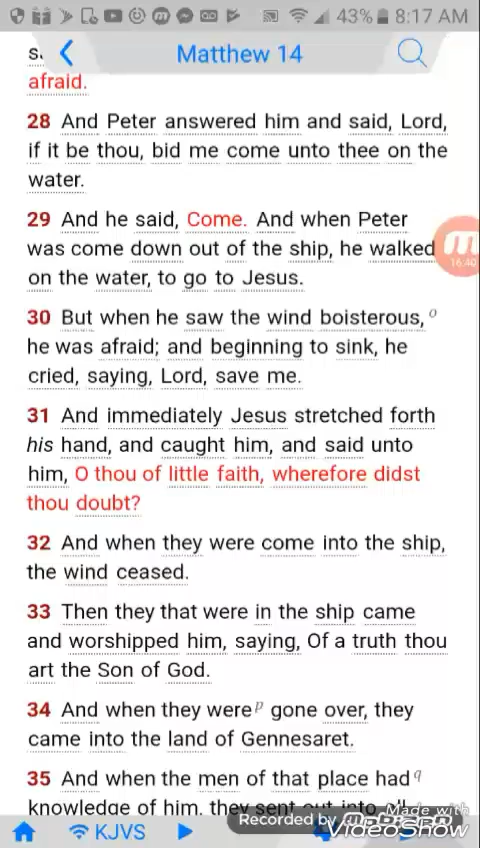 43% 8:17 AM
Matthew 14
afraid.
28 And Peter answered him and said, Lord,
if it be thou, bid me come unto thee on the
water.
29 And he said, Come. And when Peter
was come down out of the ship, he walked
on the water, to go to Jesus.
16:40
30 But when he saw the wind boisterous, o
he was afraid; and beginning to sink, he
cried, saying, Lord, save me.
31 And immediately Jesus stretched forth
his hand, and caught him, and said unto
him, O thou of little faith, wherefore didst
thou doubt?
32 And when they were come into the ship,
the wind ceased.
33 Then they that were in the ship came
and worshipped him, saying, Of a truth thou
art the Son of God.
34 And when they were p gone over, they
came into the land of Gennesaret.
35 And when the men of that place had q
knowledge of him, they sent out into
Recorded by
Made with
VideoShow
KJVS